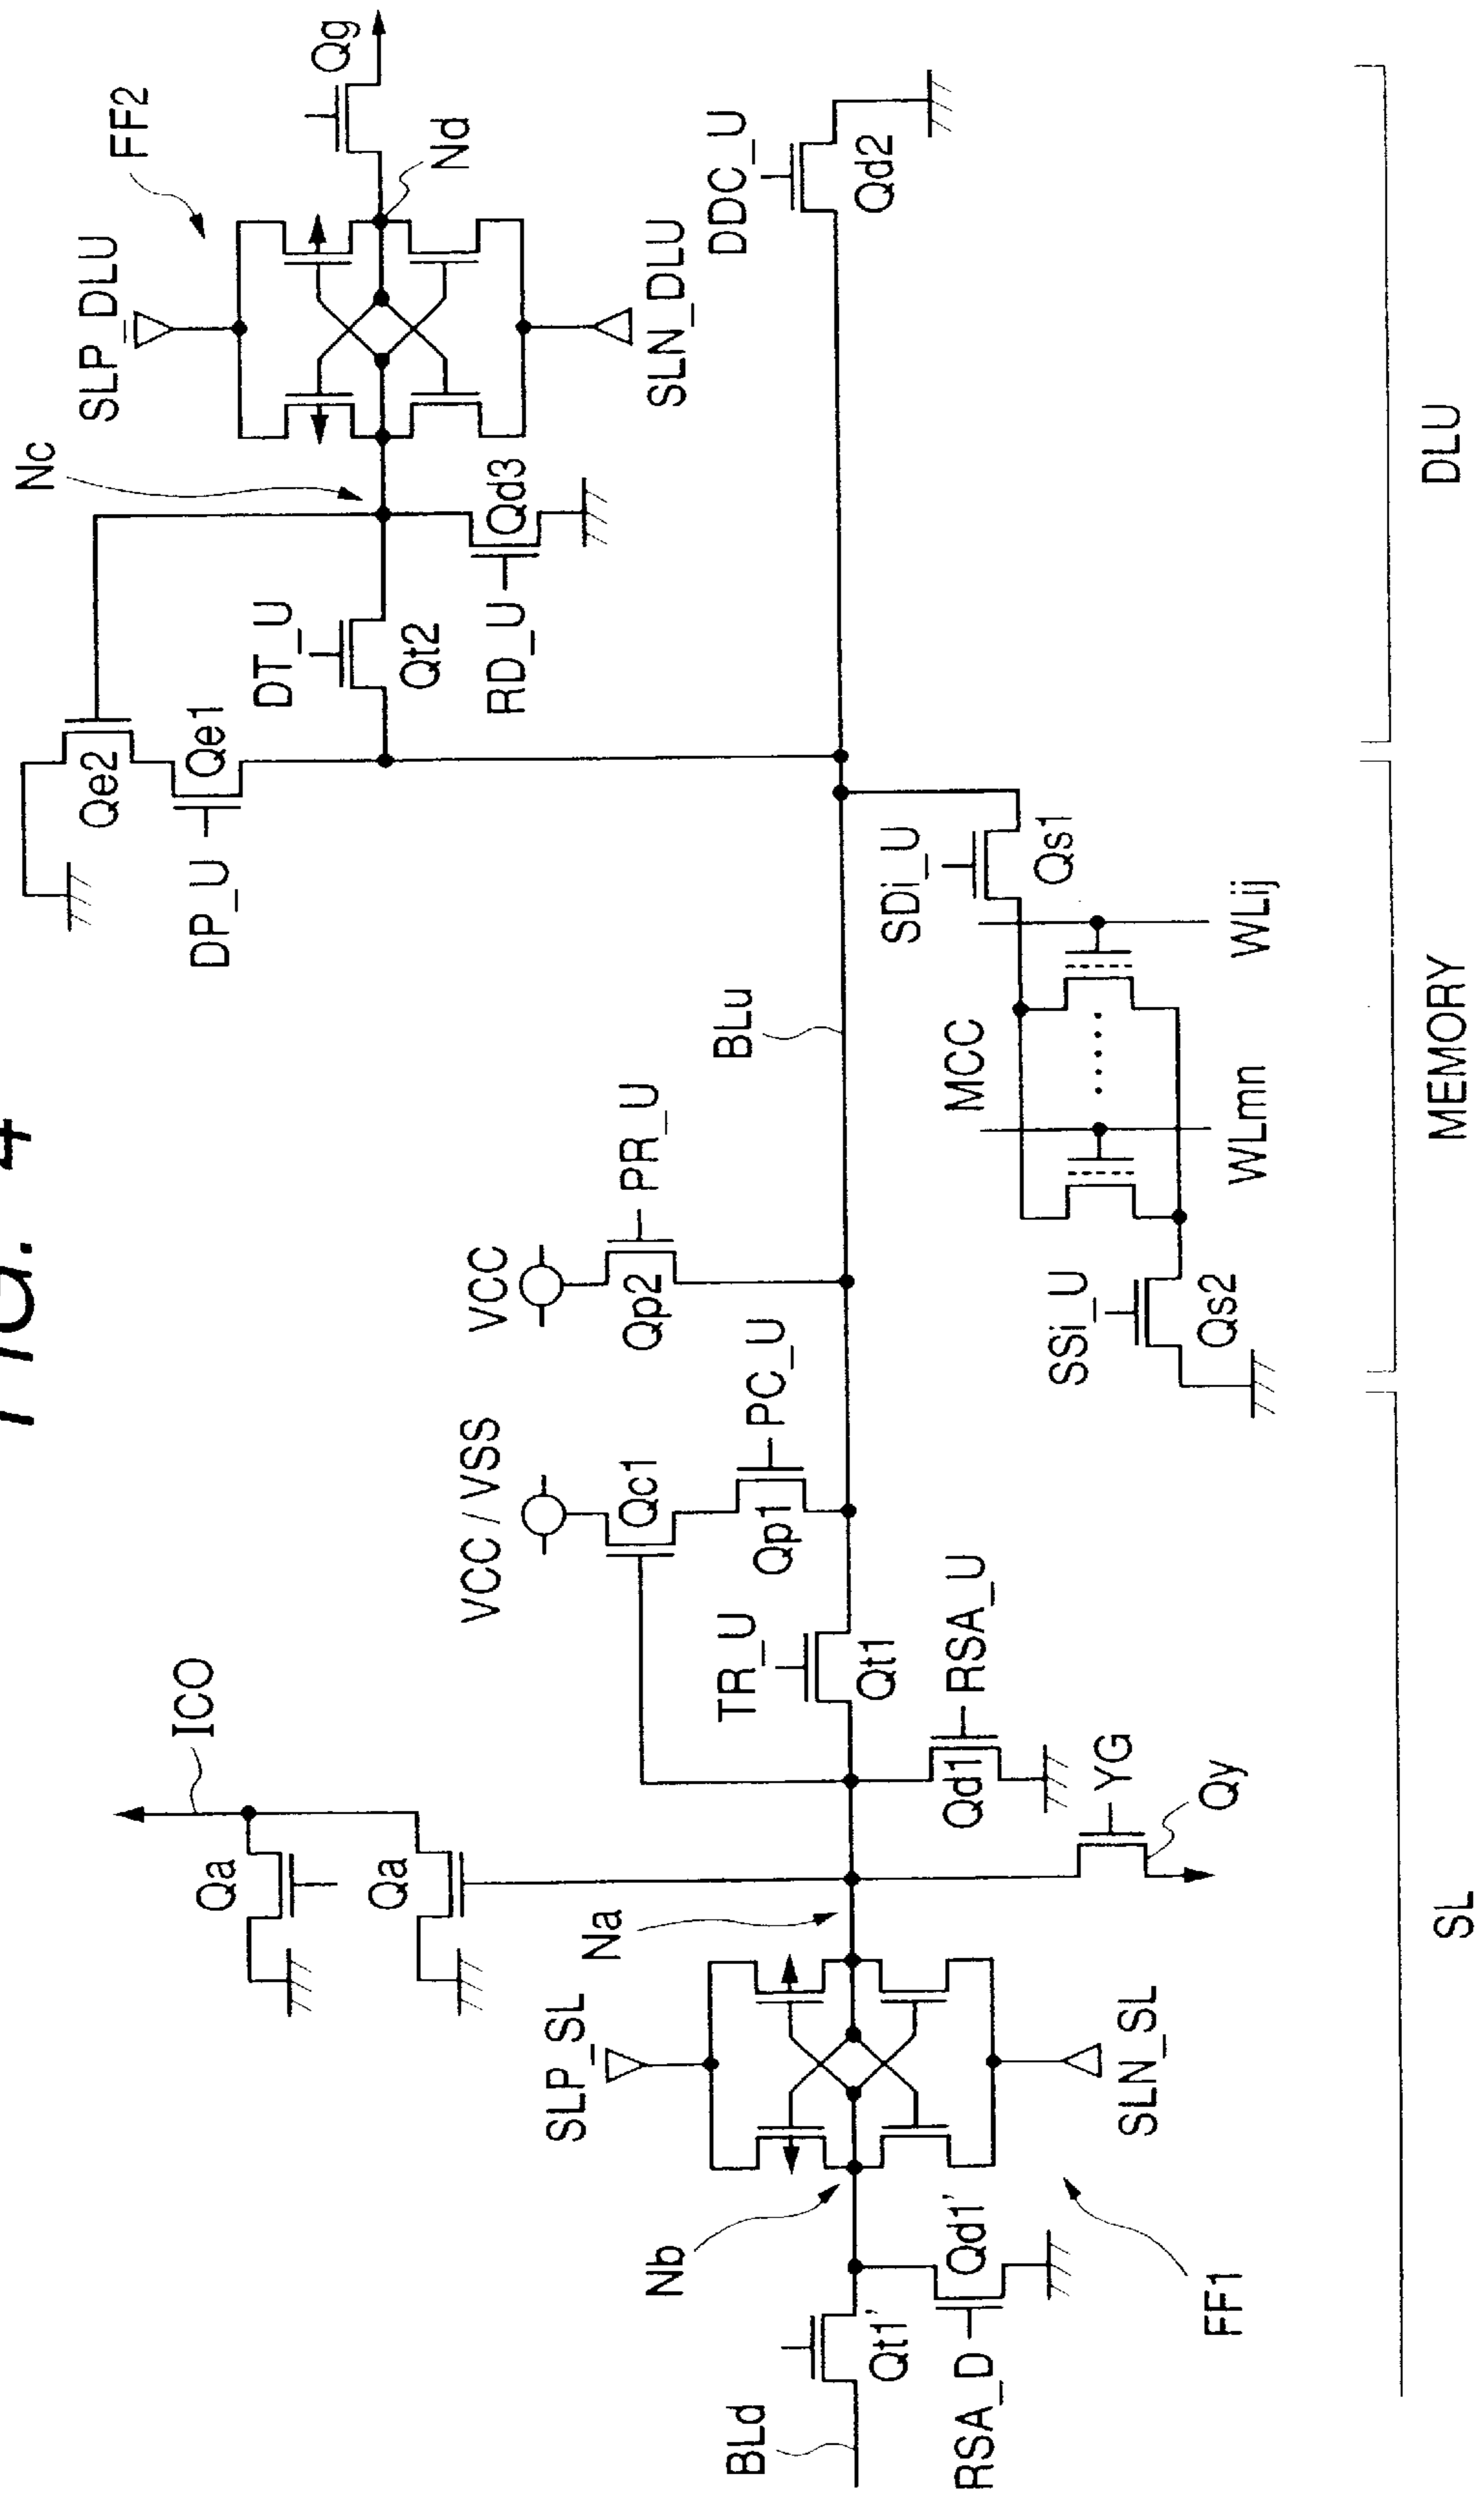 FIG. 4
FF2
SLP_DLU
Qg
Nd
Nc
SLN_DLU
DDC_U
Qd2
Qd3
RD_U
DT_U
Qt2
Qe2
Qe1
DP_U
BLu
SDi_U
Qs1
WLij
MCC
WLmn
SSi_U
Qs2
VCC
PR_U
Qp2
VCC / VSS
Qc1
PC_U
Qp1
TR_U
Qt1
RSA_U
Qd1
YG
Qy
ICO
Qa
Qa
Na
SLP_SL
SLN_SL
Nb
Qd1'
FF1
Qt1'
BLd
RSA_D
SL
MEMORY
DLU